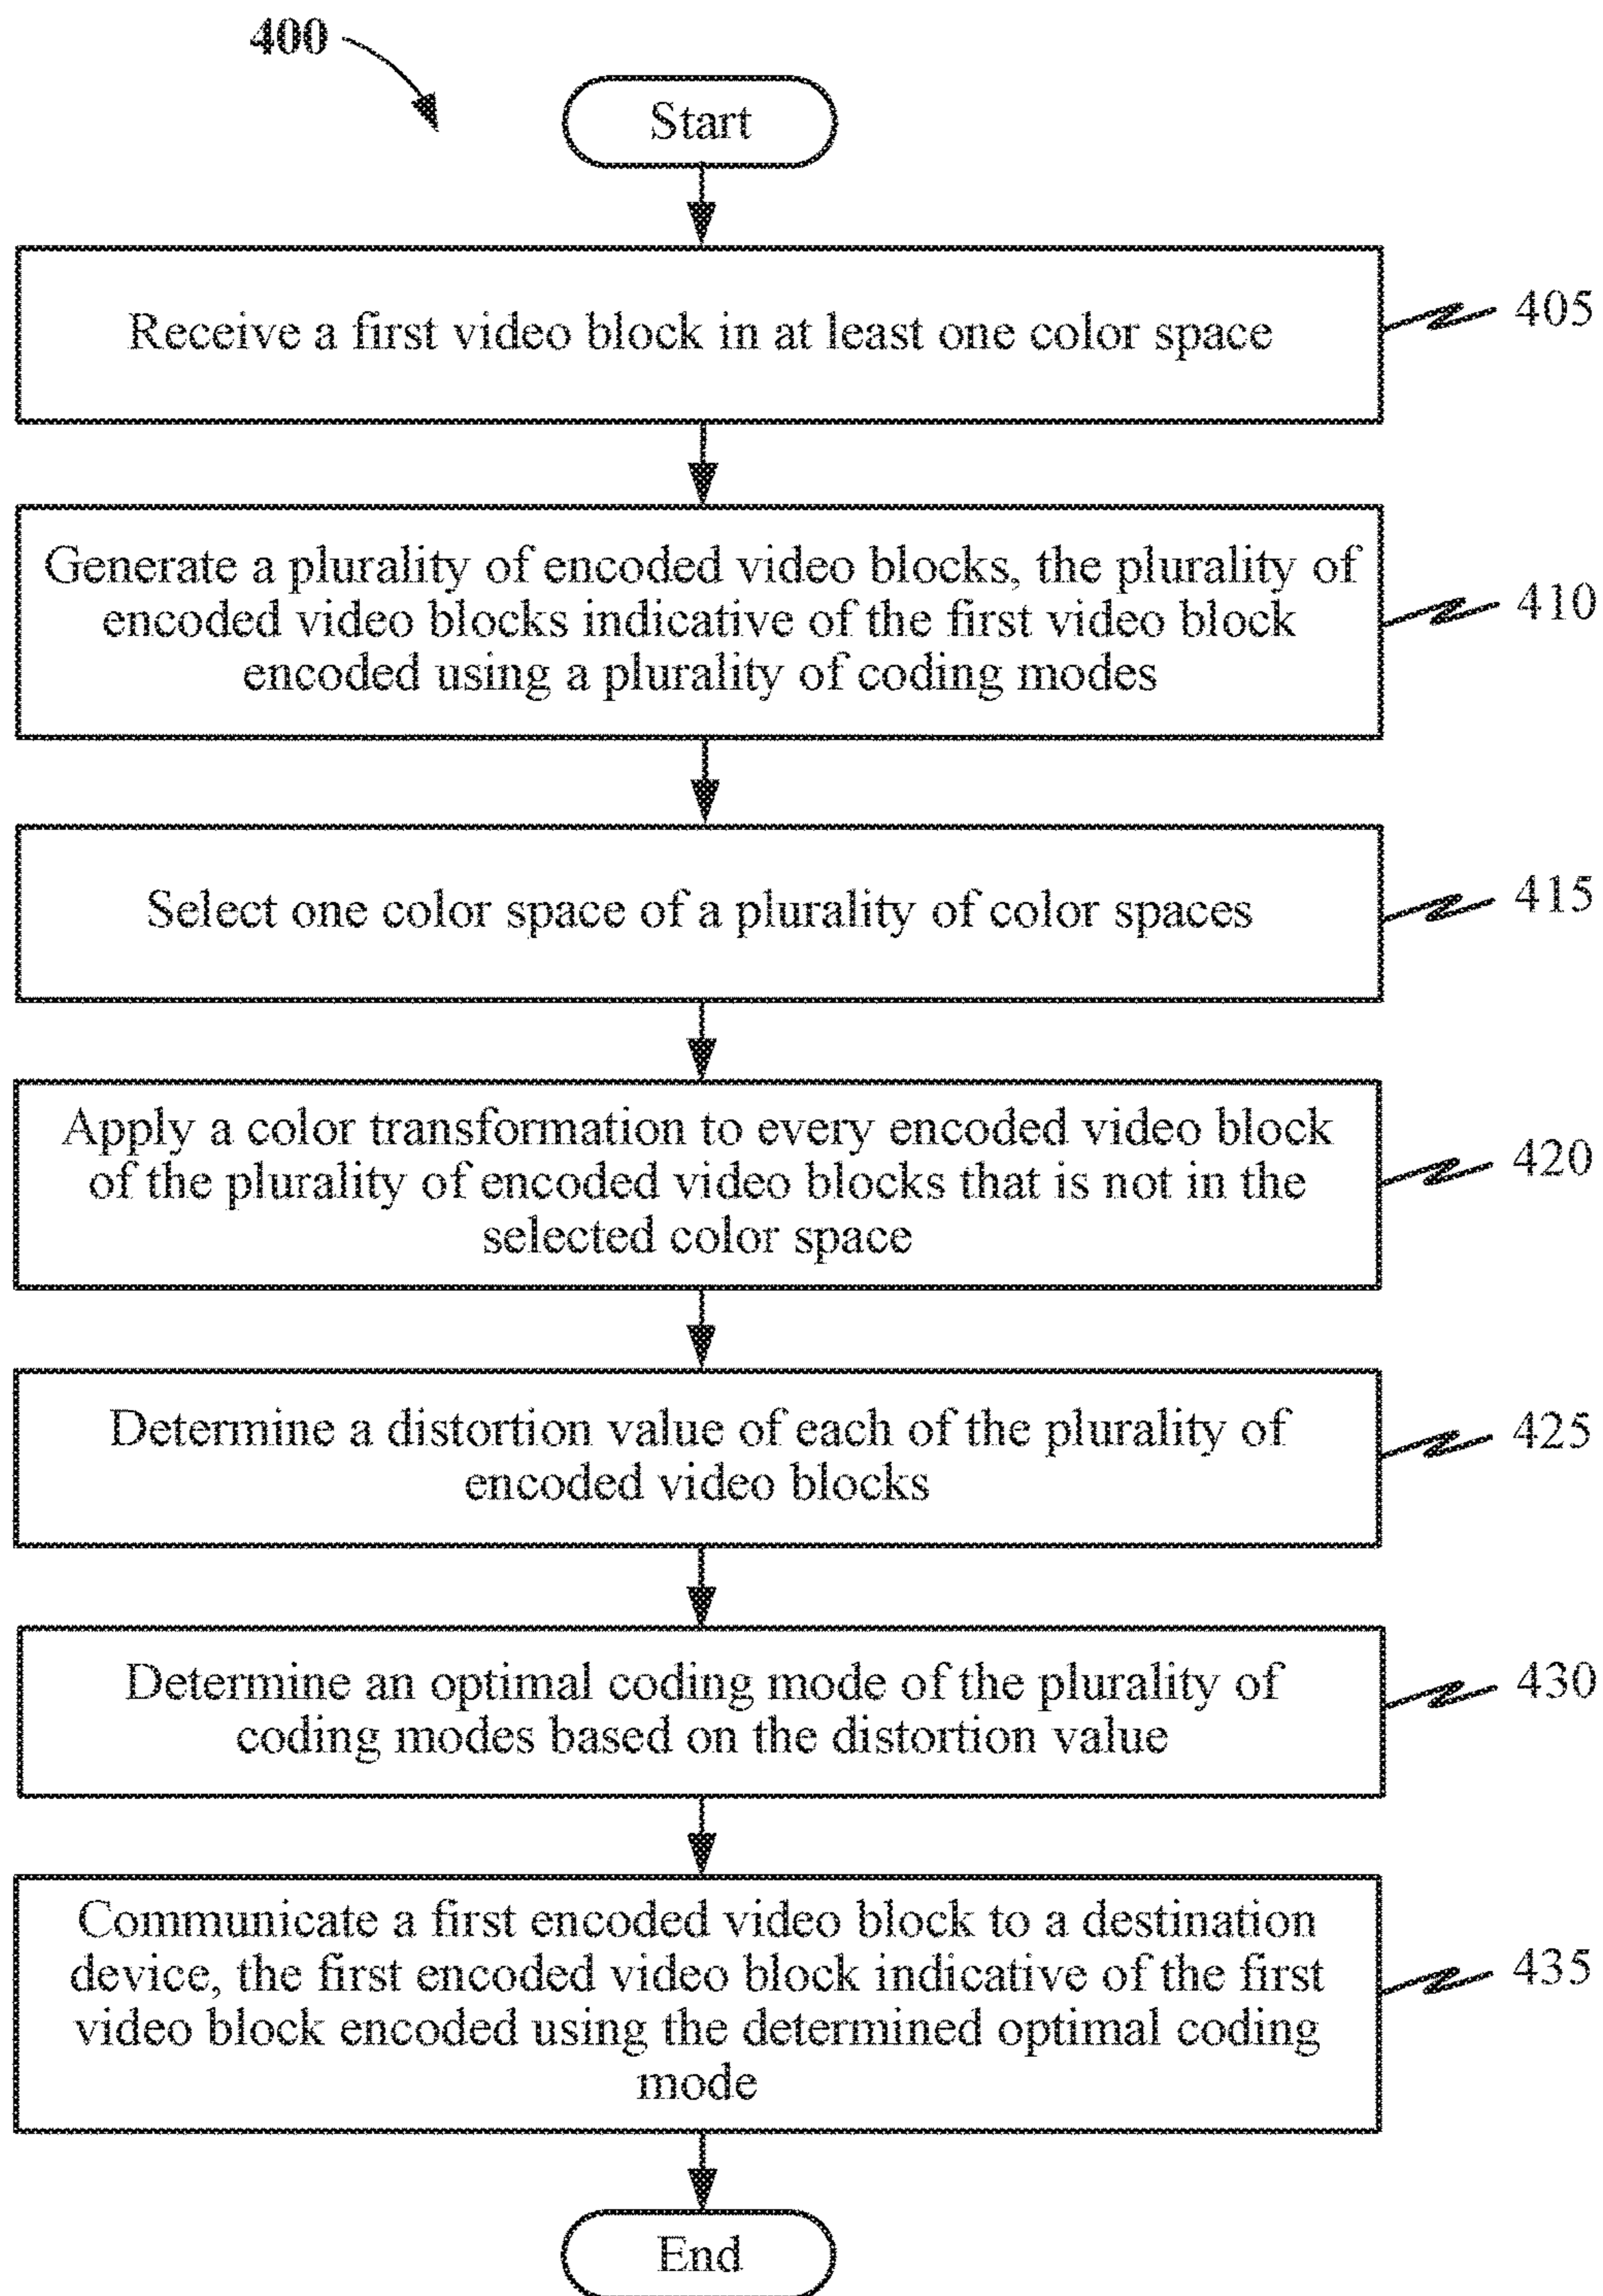 400
Start
Receive a first video block in at least one color space
405
Generate a plurality of encoded video blocks, the plurality of
encoded video blocks indicative of the first video block
encoded using a plurality of coding modes
410
Select one color space of a plurality of color spaces
415
Apply a color transformation to every encoded video block
of the plurality of encoded video blocks that is not in the
selected color space
420
Determine a distortion value of each of the plurality of
encoded video blocks
425
Determine an optimal coding mode of the plurality of
coding modes based on the distortion value
430
Communicate a first encoded video block to a destination
device, the first encoded video block indicative of the first
video block encoded using the determined optimal coding
mode
435
End